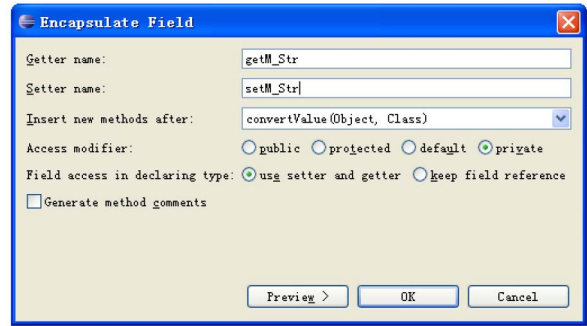 Encapsulate Field
Getter name: getM_Str
Setter name: setM_Str
Insert new methods after: convertValue(Object, Class)
Access modifier: public protected default private
Field access in declaring type: use setter and getter keep field reference
Generate method comments
Preview > OK Cancel